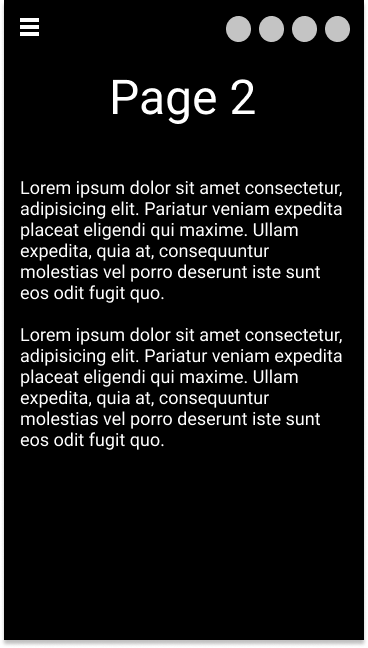 Page 2
Lorem ipsum dolor sit amet consectetur,
adipisicing elit. Pariatur veniam expedita
placeat eligendi qui maxime. Ullam
expedita, quia at, consequuntur
molestias vel porro deserunt iste sunt
eos odit fugit quo.
Lorem ipsum dolor sit amet consectetur,
adipisicing elit. Pariatur veniam expedita
placeat eligendi qui maxime. Ullam
expedita, quia at, consequuntur
molestias vel porro deserunt iste sunt
eos odit fugit quo.